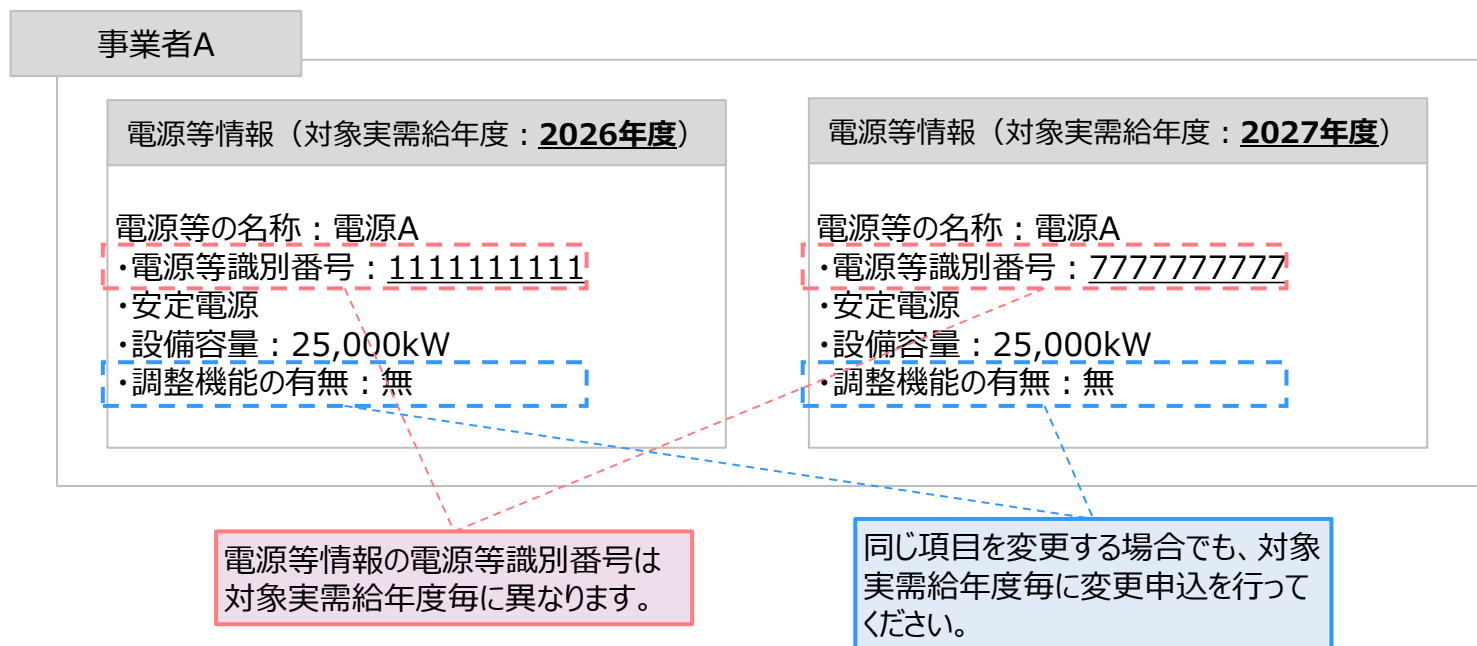 事業者A
電源等情報（対象実需給年度：2026年度）
電源等の名称：電源A
・電源等識別番号：1111111111
・安定電源
・設備容量：25,000kW
・調整機能の有無：無
電源等情報（対象実需給年度：2027年度）
電源等の名称：電源A
・電源等識別番号：7777777777
・安定電源
・設備容量：25,000kW
・調整機能の有無：無
電源等情報の電源等識別番号は
対象実需給年度毎に異なります。
同じ項目を変更する場合でも、対象
実需給年度毎に変更申込を行って
ください。